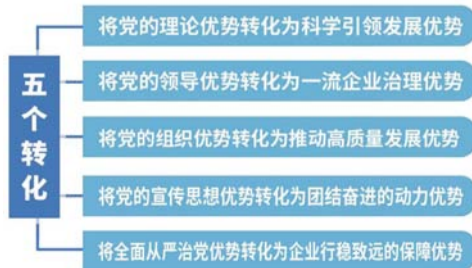 五个转化
将党的理论优势转化为科学引领发展优势
将党的领导优势转化为一流企业治理优势
将党的组织优势转化为推动高质量发展优势
将党的宣传思想优势转化为团结奋进的动力优势
将全面从严治党优势转化为企业行稳致远的保障优势